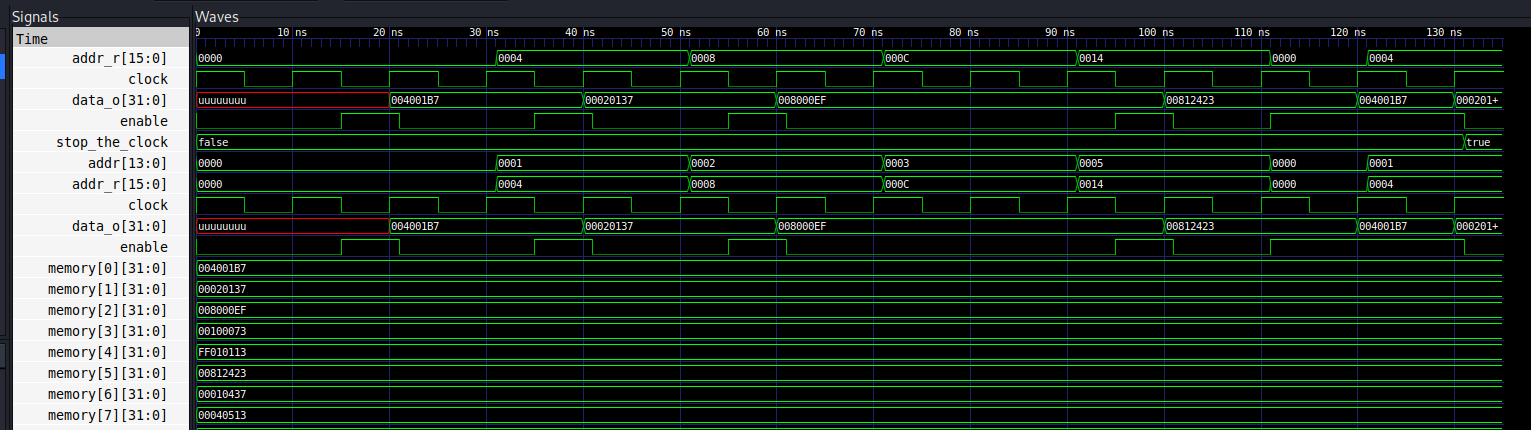 Signals Waves
Time 0 10 ns 20 ns 30 ns 40 ns 50 ns 60 ns 70 ns 80 ns 90 ns 100 ns 110 ns 120 ns 130 ns
addr_r[15:0] 0000 0004 0008 000C 0014 0000 0004
clock
data_o[31:0] uuuuuuuu 004001B7 00020137 008000EF 00812423 004001B7 000201+
enable
stop_the_clock false true
addr[13:0] 0000 0001 0002 0003 0005 0000 0001
addr_r[15:0] 0000 0004 0008 000C 0014 0000 0004
clock
data_o[31:0] uuuuuuuu 004001B7 00020137 008000EF 00812423 004001B7 000201+
enable
memory[0][31:0] 004001B7
memory[1][31:0] 00020137
memory[2][31:0] 008000EF
memory[3][31:0] 00100073
memory[4][31:0] FF010113
memory[5][31:0] 00812423
memory[6][31:0] 00010437
memory[7][31:0] 00040513